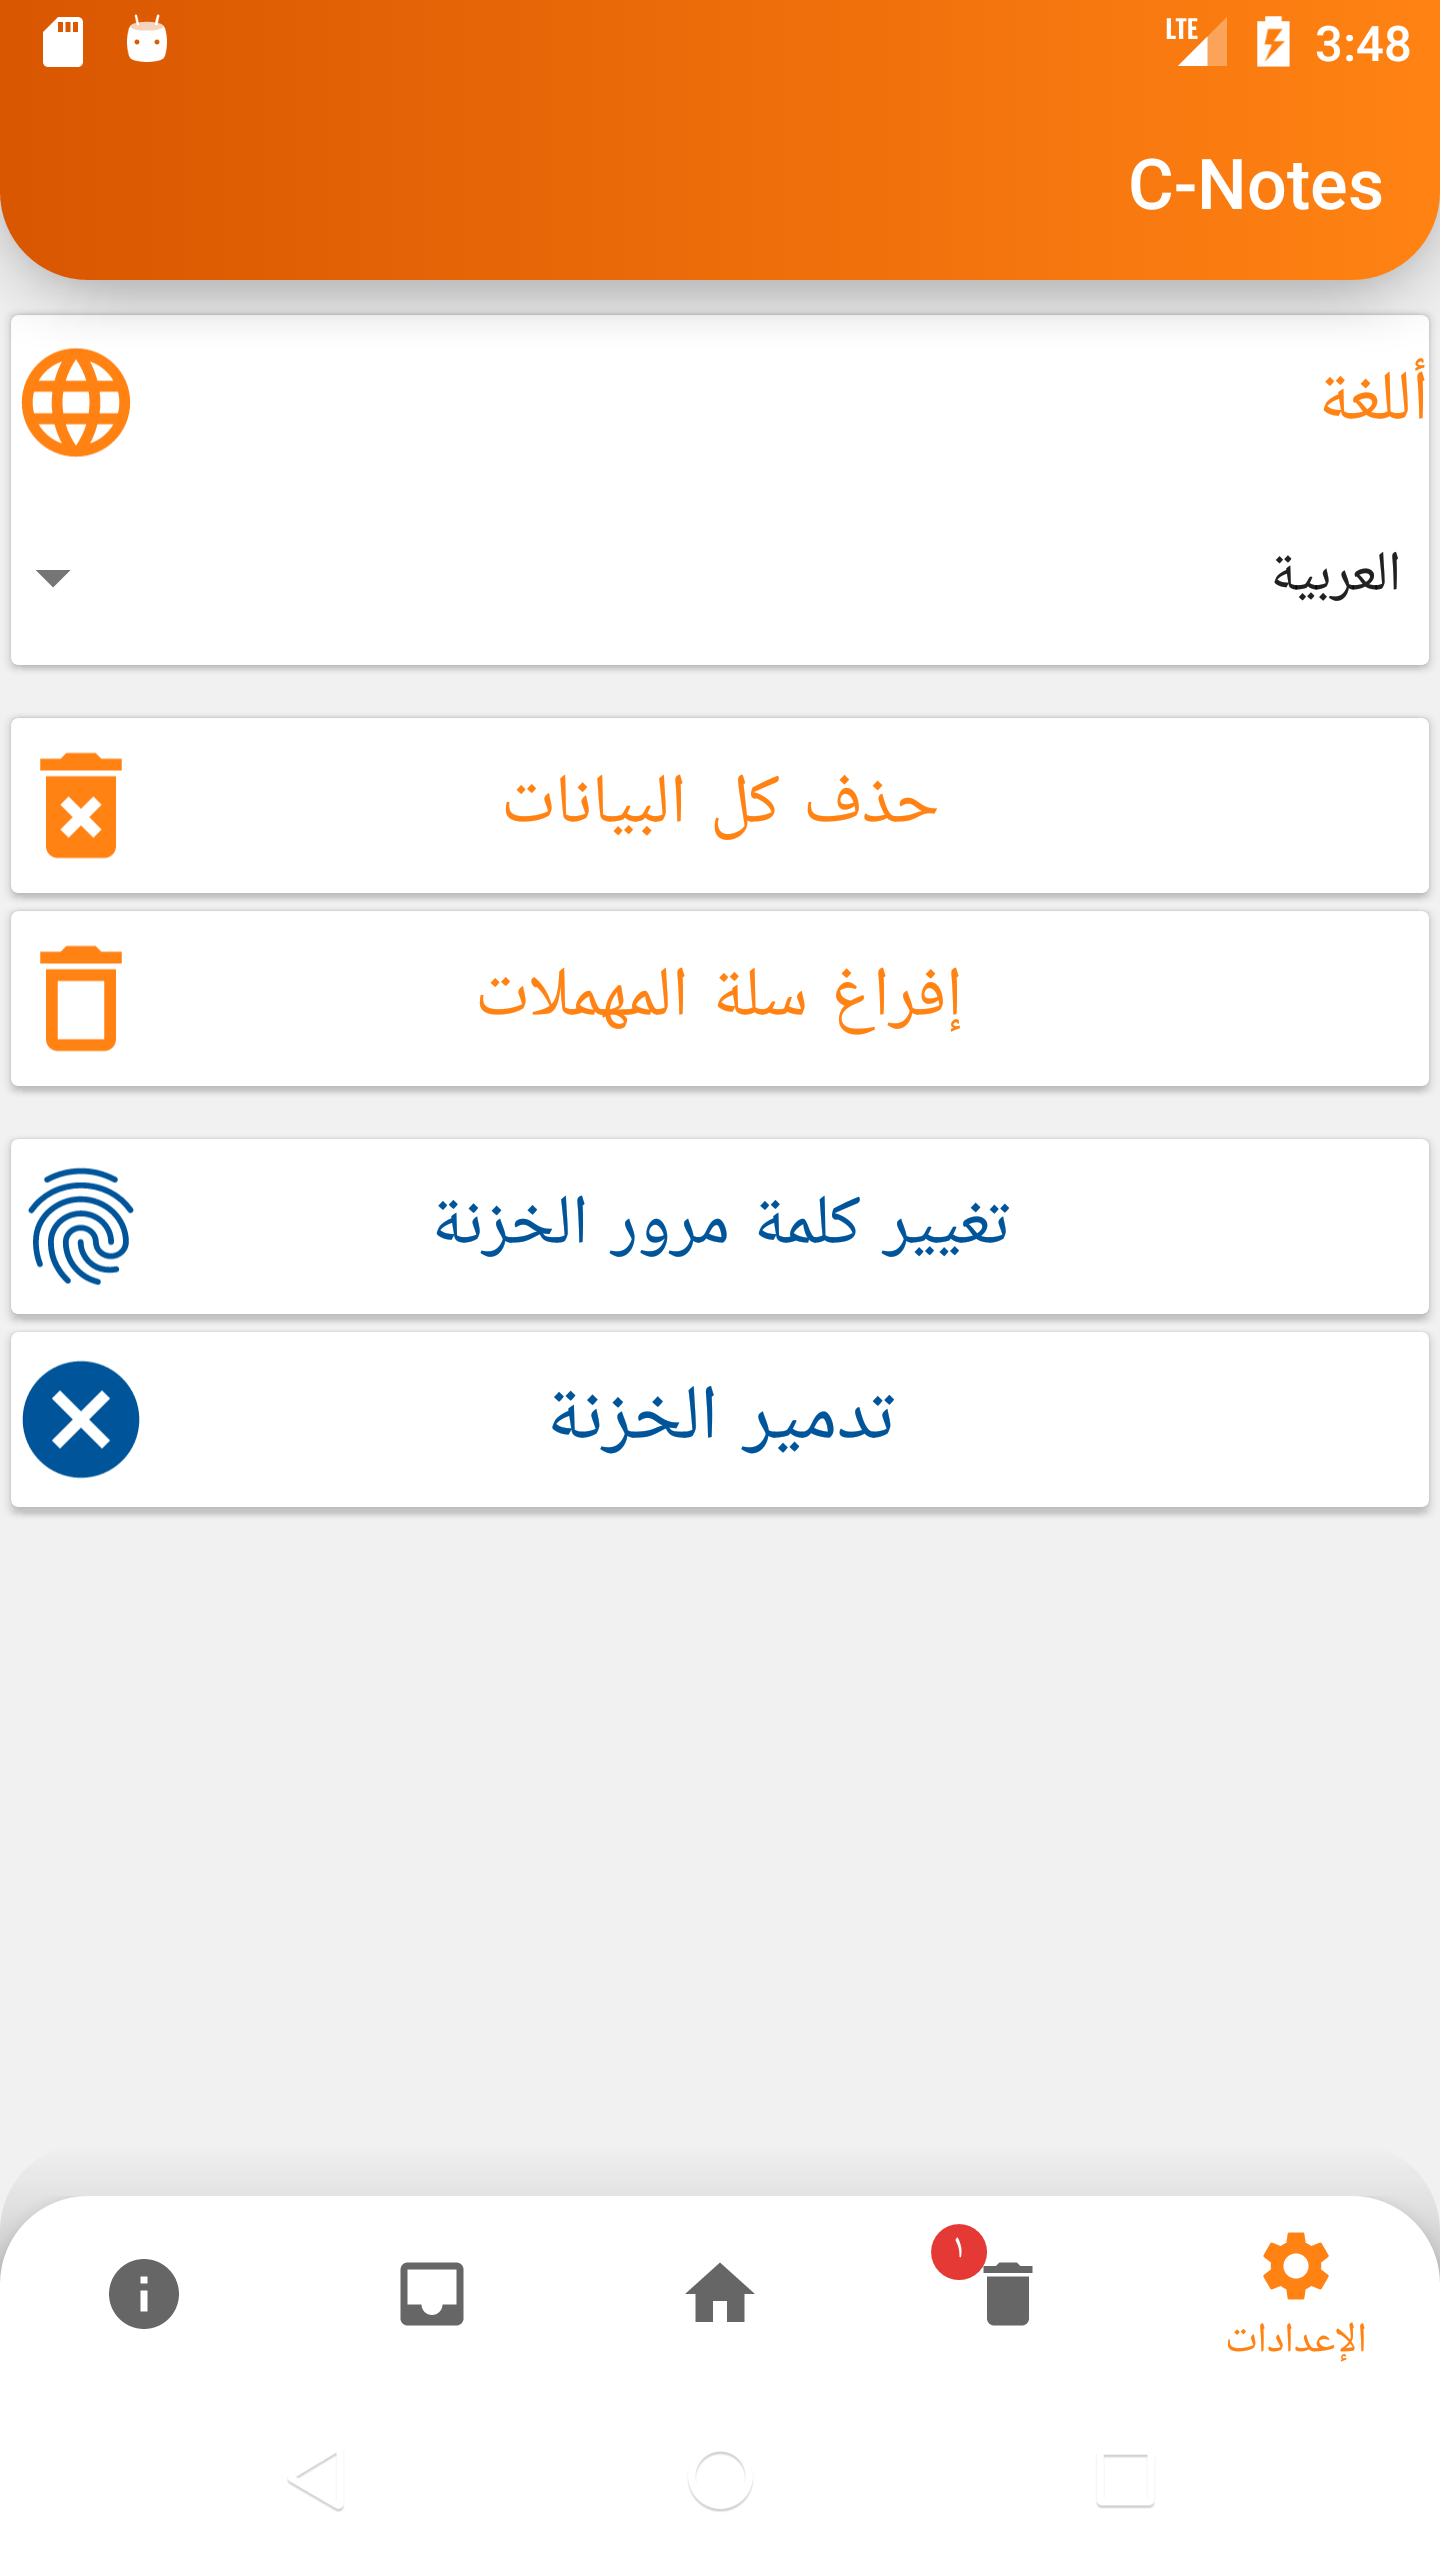 LTE 3:48
C-Notes
أللغة
العربية
حذف كل البيانات
إفراغ سلة المهملات
تغيير كلمة مرور الخزنة
تدمير الخزنة
١
الإعدادات